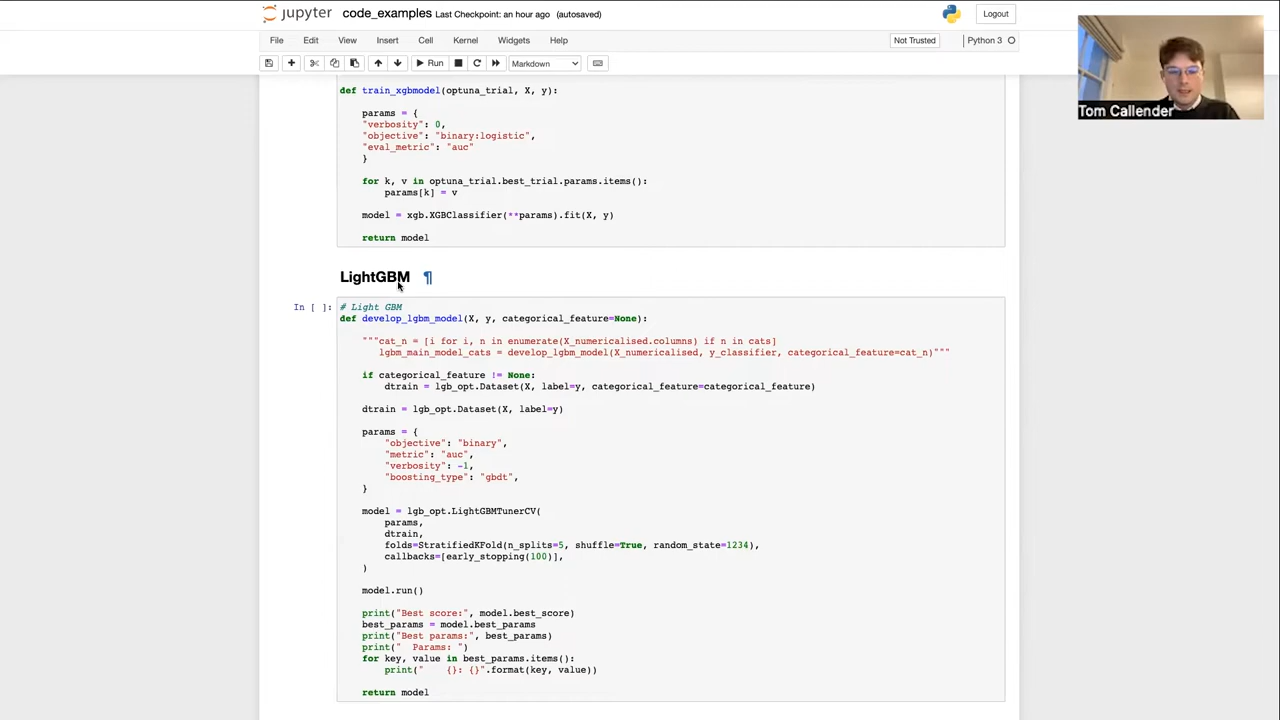 jupyter code_examples Last Checkpoint: an hour ago (autosaved) Logout
File Edit View Insert Cell Kernel Widgets Help Not Trusted Python 3
Run Markdown
Tom Callender
def train_xgbmodel(optuna_trial, X, y):
params = {
"verbosity": 0,
"objective": "binary:logistic",
"eval_metric": "auc"
}
for k, v in optuna_trial.best_trial.params.items():
params[k] = v
model = xgb.XGBClassifier(**params).fit(X, y)
return model
LightGBM ¶
In [ ]: # Light GBM
def develop_lgbm_model(X, y, categorical_feature=None):
"""cat_n = [i for i, n in enumerate(X_numericalised.columns) if n in cats]
lgbm_main_model_cats = develop_lgbm_model(X_numericalised, y_classifier, categorical_feature=cat_n)"""
if categorical_feature != None:
dtrain = lgb_opt.Dataset(X, label=y, categorical_feature=categorical_feature)
dtrain = lgb_opt.Dataset(X, label=y)
params = {
"objective": "binary",
"metric": "auc",
"verbosity": -1,
"boosting_type": "gbdt",
}
model = lgb_opt.LightGBMTunerCV(
params,
dtrain,
folds=StratifiedKFold(n_splits=5, shuffle=True, random_state=1234),
callbacks=[early_stopping(100)],
)
model.run()
print("Best score:", model.best_score)
best_params = model.best_params
print("Best params:", best_params)
print("  Params: ")
for key, value in best_params.items():
print("    {}: {}".format(key, value))
return model